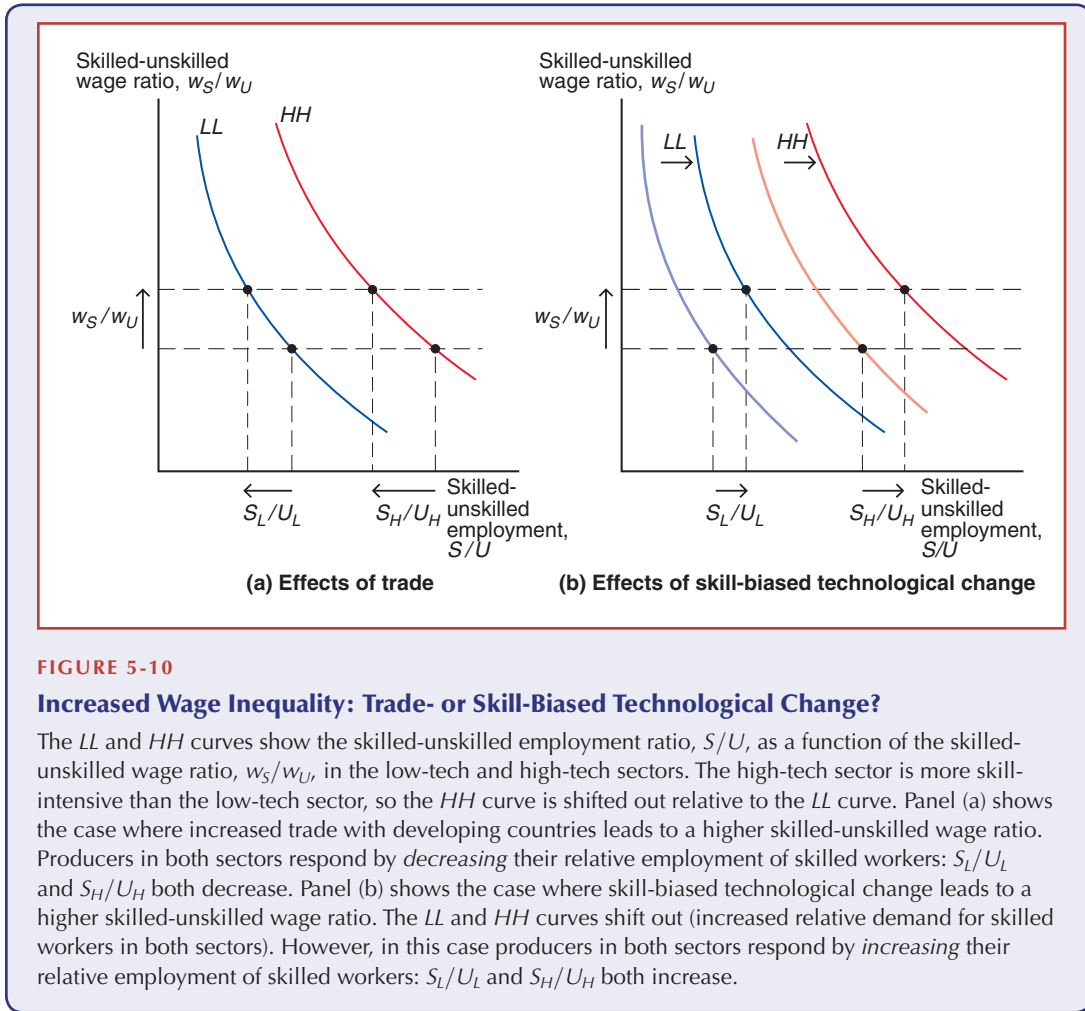 Skilled-unskilled
wage ratio, w_S/w_U
LL
HH
w_S/w_U
S_L/U_L
S_H/U_H
Skilled-
unskilled
employment,
S/U
(a) Effects of trade
Skilled-unskilled
wage ratio, w_S/w_U
LL
HH
w_S/w_U
S_L/U_L
S_H/U_H
Skilled-
unskilled
employment,
S/U
(b) Effects of skill-biased technological change
FIGURE 5-10
Increased Wage Inequality: Trade- or Skill-Biased Technological Change?
The LL and HH curves show the skilled-unskilled employment ratio, S/U, as a function of the skilled-
unskilled wage ratio, w_S/w_U, in the low-tech and high-tech sectors. The high-tech sector is more skill-
intensive than the low-tech sector, so the HH curve is shifted out relative to the LL curve. Panel (a) shows
the case where increased trade with developing countries leads to a higher skilled-unskilled wage ratio.
Producers in both sectors respond by decreasing their relative employment of skilled workers: S_L/U_L
and S_H/U_H both decrease. Panel (b) shows the case where skill-biased technological change leads to a
higher skilled-unskilled wage ratio. The LL and HH curves shift out (increased relative demand for skilled
workers in both sectors). However, in this case producers in both sectors respond by increasing their
relative employment of skilled workers: S_L/U_L and S_H/U_H both increase.